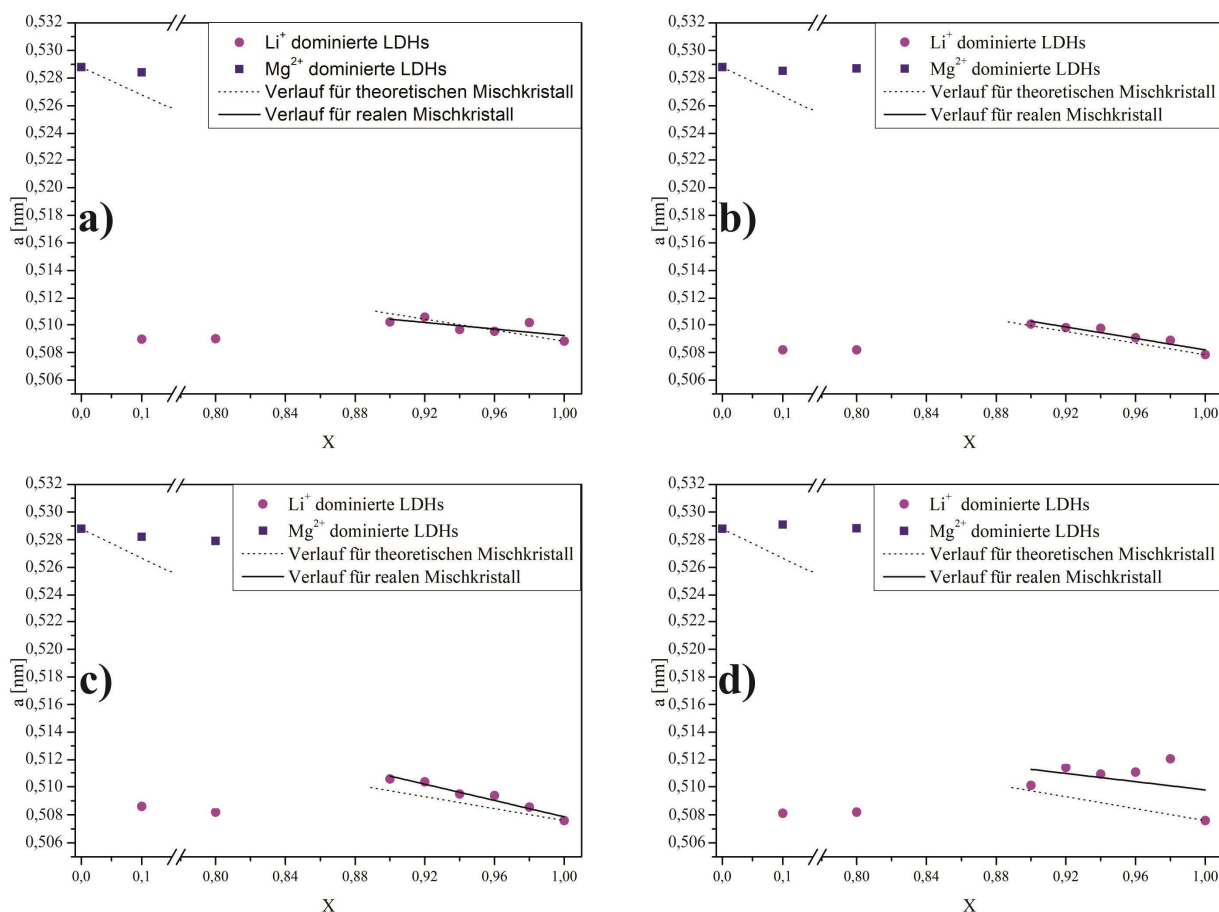 0,532
0,530
0,528
0,526
0,524
0,522
0,520
0,518
0,516
0,514
0,512
0,510
0,508
0,506
a [nm]
a)
Li⁺ dominierte LDHs
Mg²⁺ dominierte LDHs
Verlauf für theoretischen Mischkristall
Verlauf für realen Mischkristall
0,0 0,1 0,80 0,84 0,88 0,92 0,96 1,00
X
0,532
0,530
0,528
0,526
0,524
0,522
0,520
0,518
0,516
0,514
0,512
0,510
0,508
0,506
a [nm]
b)
Li⁺ dominierte LDHs
Mg²⁺ dominierte LDHs
Verlauf für theoretischen Mischkristall
Verlauf für realen Mischkristall
0,0 0,1 0,80 0,84 0,88 0,92 0,96 1,00
X
0,532
0,530
0,528
0,526
0,524
0,522
0,520
0,518
0,516
0,514
0,512
0,510
0,508
0,506
a [nm]
c)
Li⁺ dominierte LDHs
Mg²⁺ dominierte LDHs
Verlauf für theoretischen Mischkristall
Verlauf für realen Mischkristall
0,0 0,1 0,80 0,84 0,88 0,92 0,96 1,00
X
0,532
0,530
0,528
0,526
0,524
0,522
0,520
0,518
0,516
0,514
0,512
0,510
0,508
0,506
a [nm]
d)
Li⁺ dominierte LDHs
Mg²⁺ dominierte LDHs
Verlauf für theoretischen Mischkristall
Verlauf für realen Mischkristall
0,0 0,1 0,80 0,84 0,88 0,92 0,96 1,00
X